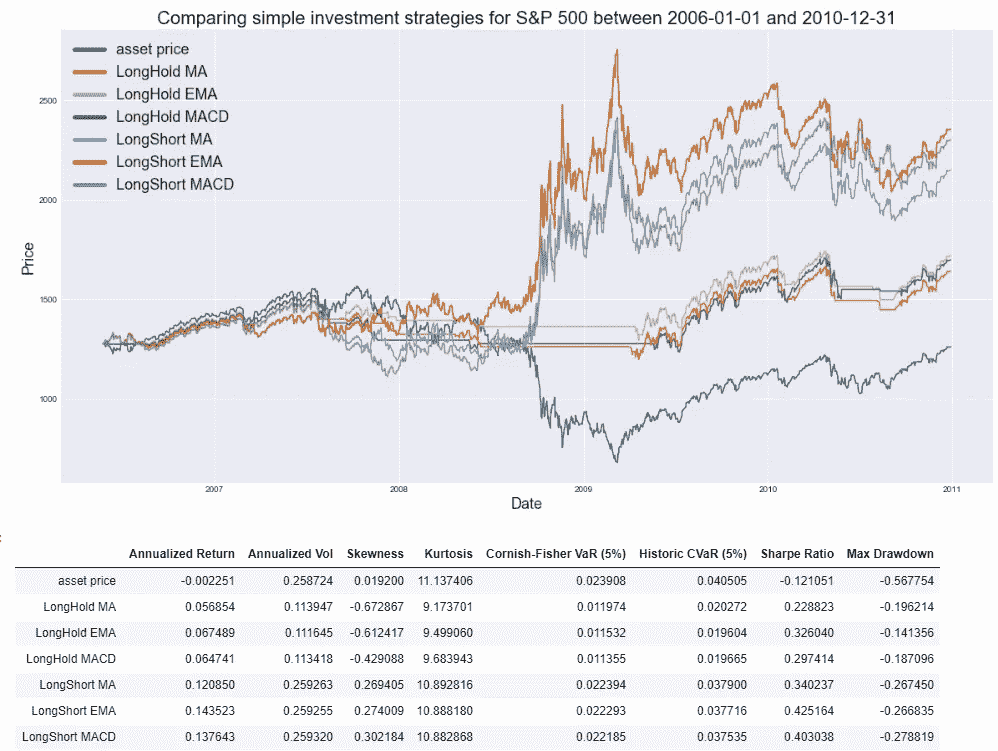 Comparing simple investment strategies for S&P 500 between 2006-01-01 and 2010-12-31
asset price
LongHold MA
LongHold EMA
LongHold MACD
LongShort MA
LongShort EMA
LongShort MACD
2500
2000
1500
1000
Price
2007 2008 2009 2010 2011
Date
Annualized Return Annualized Vol Skewness Kurtosis Cornish-Fisher VaR (5%) Historic CVaR (5%) Sharpe Ratio Max Drawdown
asset price -0.002251 0.258724 0.019200 11.137406 0.023908 0.040505 -0.121051 -0.567754
LongHold MA 0.056854 0.113947 -0.672867 9.173701 0.011974 0.020272 0.228823 -0.196214
LongHold EMA 0.067489 0.111645 -0.612417 9.499060 0.011532 0.019604 0.326040 -0.141356
LongHold MACD 0.064741 0.113418 -0.429088 9.683943 0.011355 0.019665 0.297414 -0.187096
LongShort MA 0.120850 0.259263 0.269405 10.892816 0.022394 0.037900 0.340237 -0.267450
LongShort EMA 0.143523 0.259255 0.274009 10.888180 0.022293 0.037716 0.425164 -0.266835
LongShort MACD 0.137643 0.259320 0.302184 10.882868 0.022185 0.037535 0.403038 -0.278819